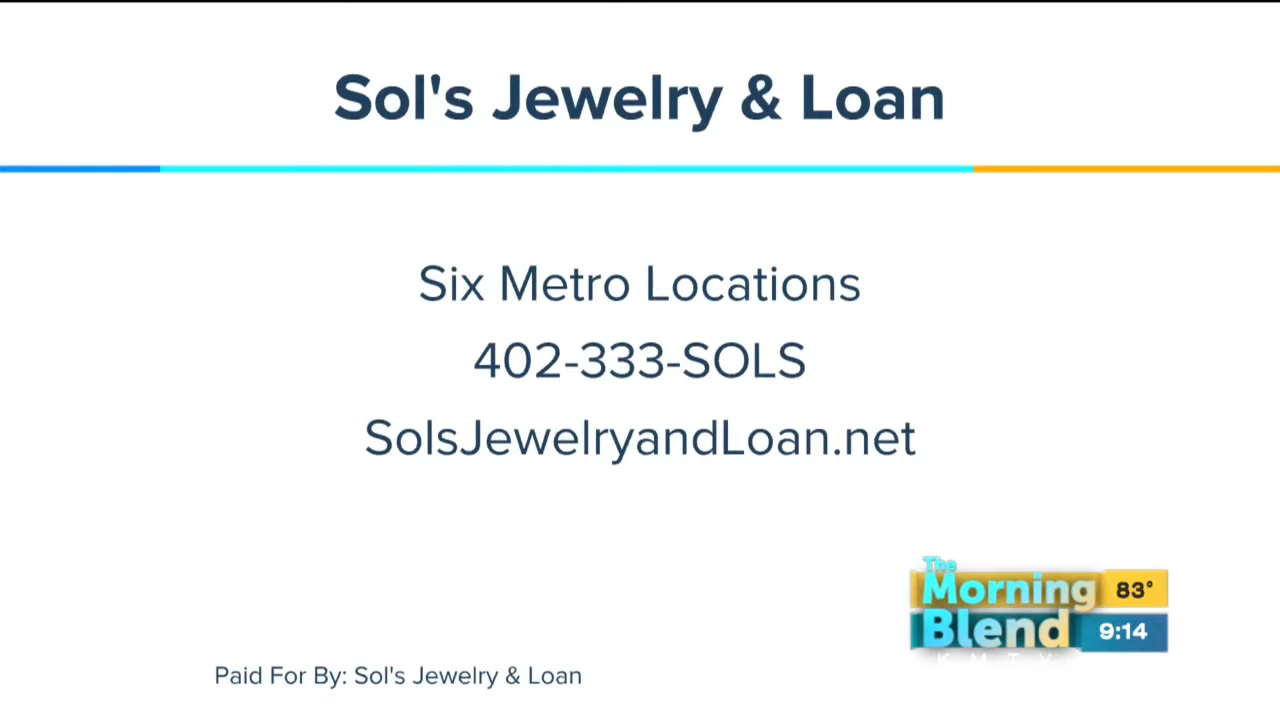 Sol's Jewelry & Loan
Six Metro Locations
402-333-SOLS
SolsJewelryandLoan.net
The
Morning
83°
Blend
9:14
KMTV
Paid For By: Sol's Jewelry & Loan